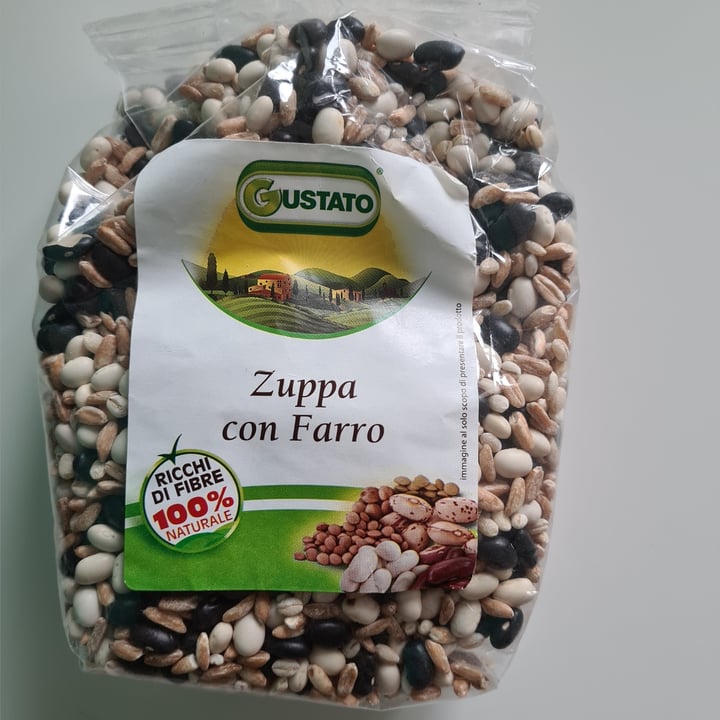 GUSTATO®
Zuppa
con Farro
RICCHI
DI FIBRE
100%
NATURALE
immagine al solo scopo di presentare il prodotto